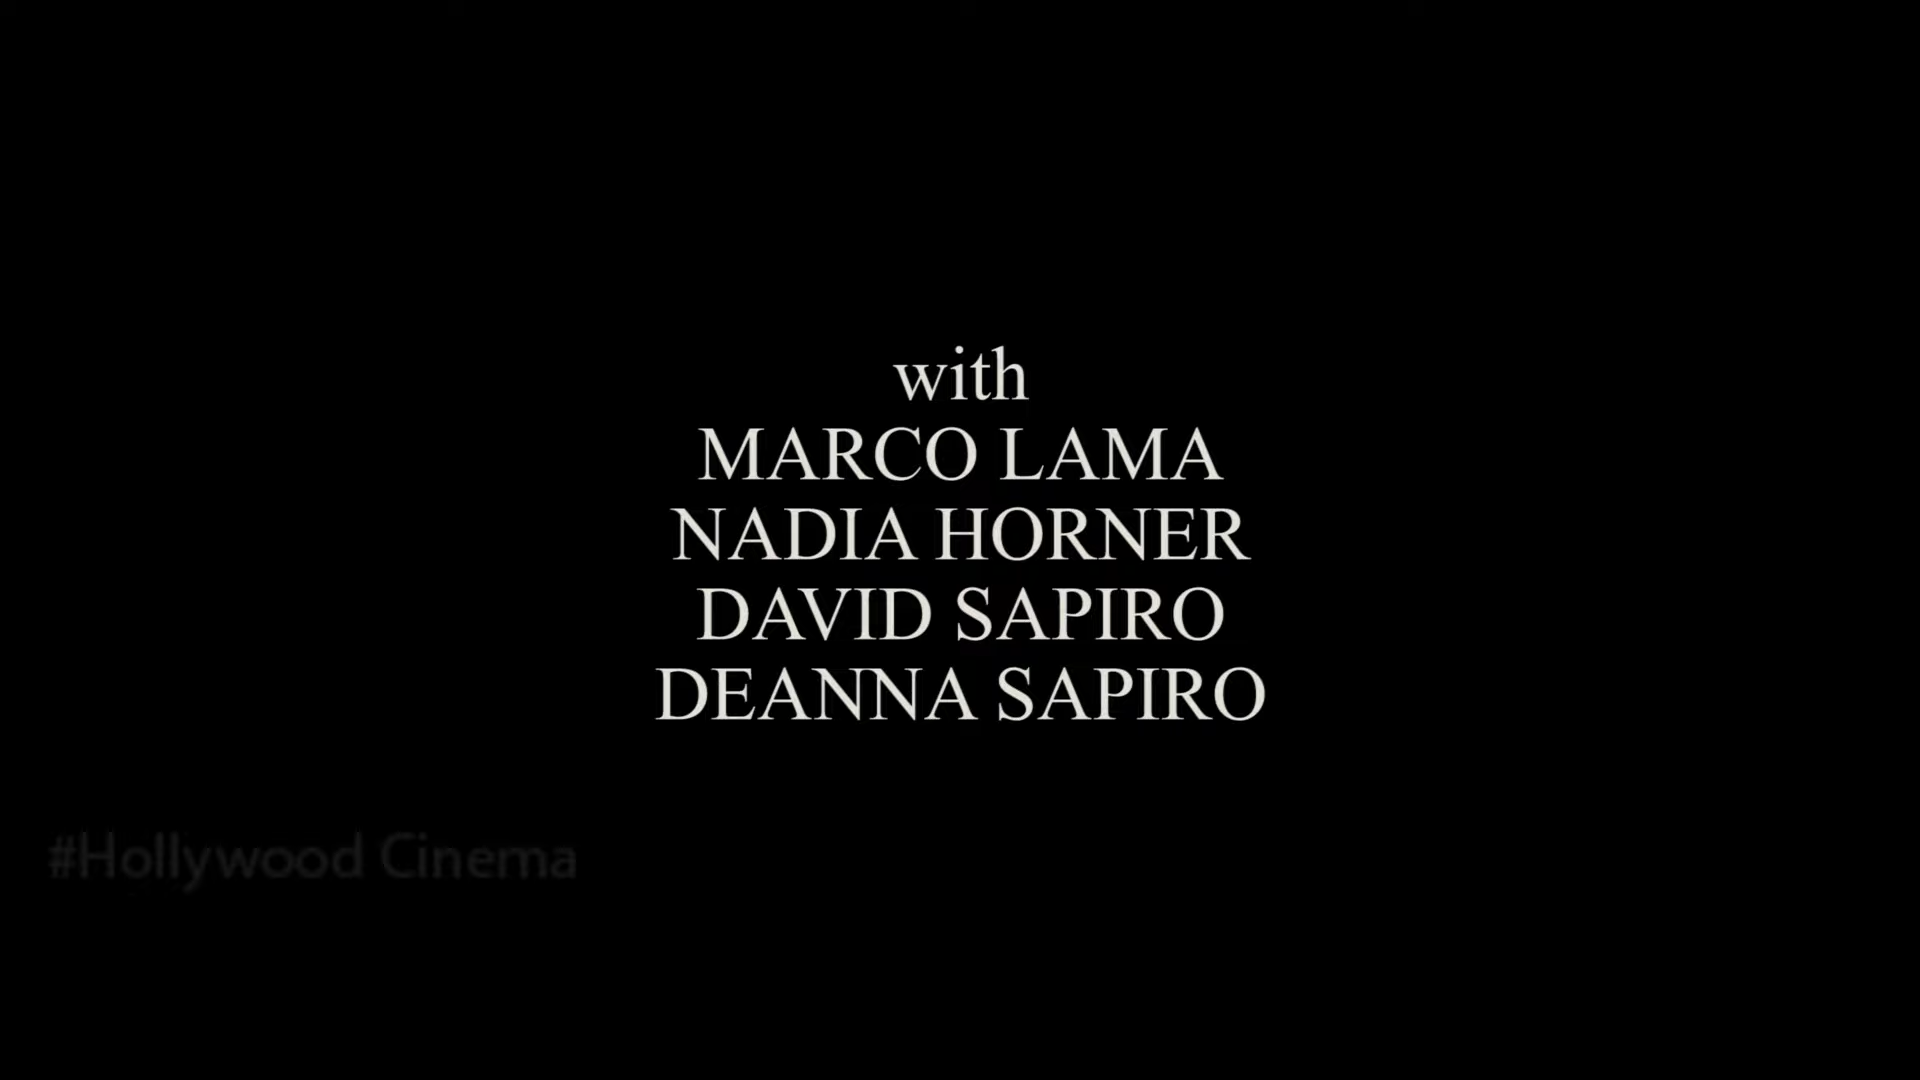 with
MARCO LAMA
NADIA HORNER
DAVID SAPIRO
DEANNA SAPIRO
#Hollywood Cinema